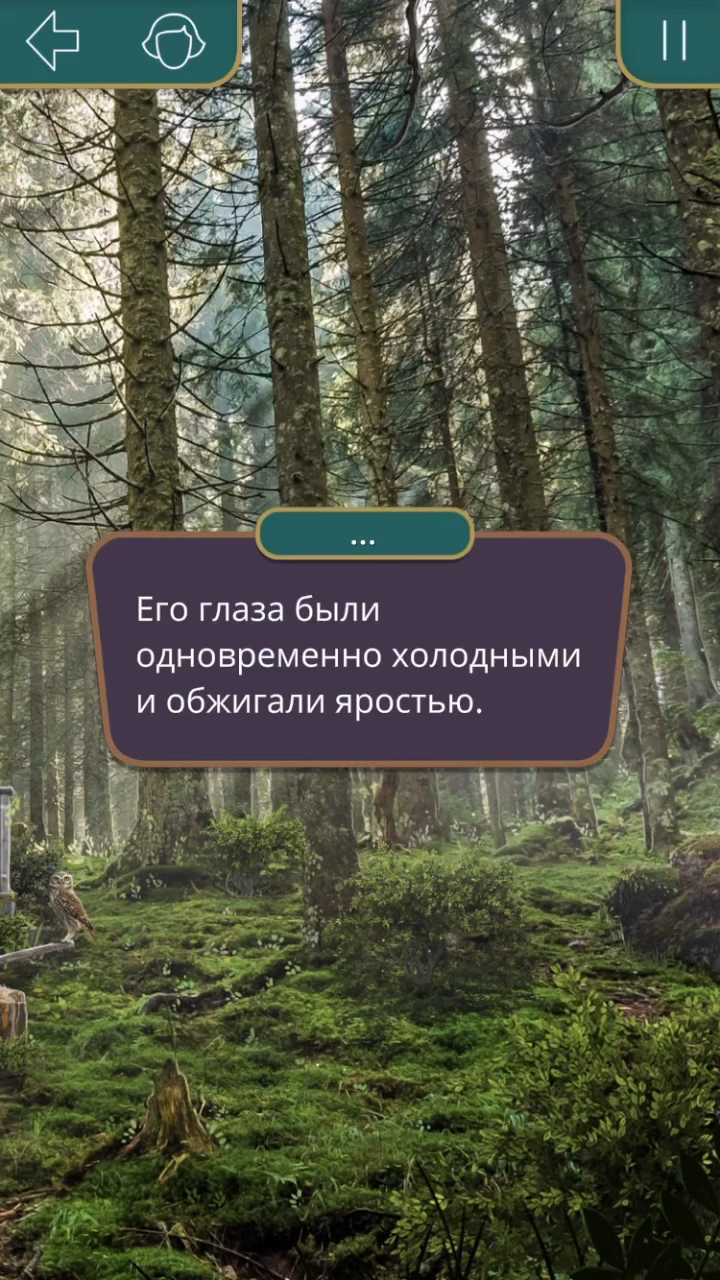 ...
Его глаза были
одновременно холодными
и обжигали яростью.